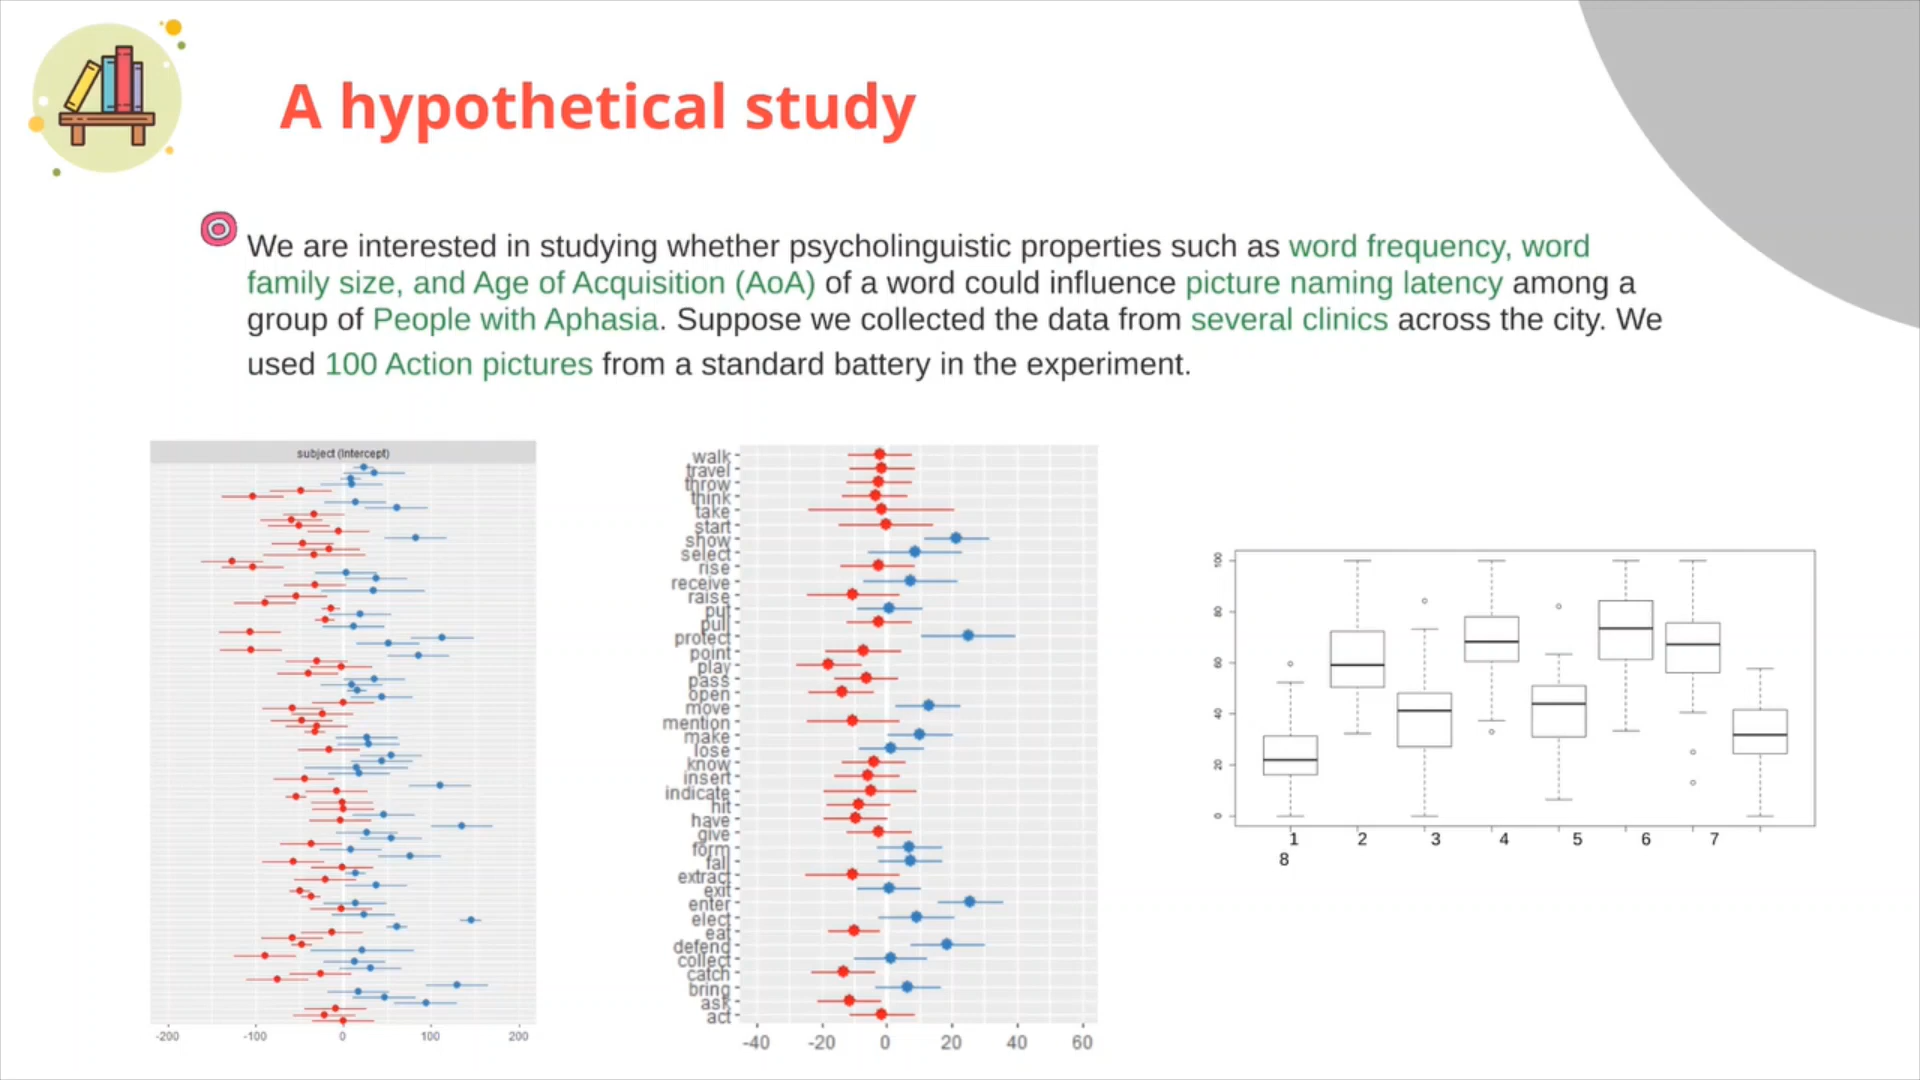 A hypothetical study
We are interested in studying whether psycholinguistic properties such as word frequency, word
family size, and Age of Acquisition (AoA) of a word could influence picture naming latency among a
group of People with Aphasia. Suppose we collected the data from several clinics across the city. We
used 100 Action pictures from a standard battery in the experiment.
subject (Intercept)
-200 -100 0 100 200
walk
travel
throw
think
take
start
show
select
rise
receive
raise
put
pull
protect
point
play
pass
open
move
mention
make
lose
know
insert
indicate
hit
have
give
form
fall
extract
exit
enter
elect
eat
defend
collect
catch
bring
ask
act
-40 -20 0 20 40 60
100
80
60
40
20
0
1 2 3 4 5 6 7
8